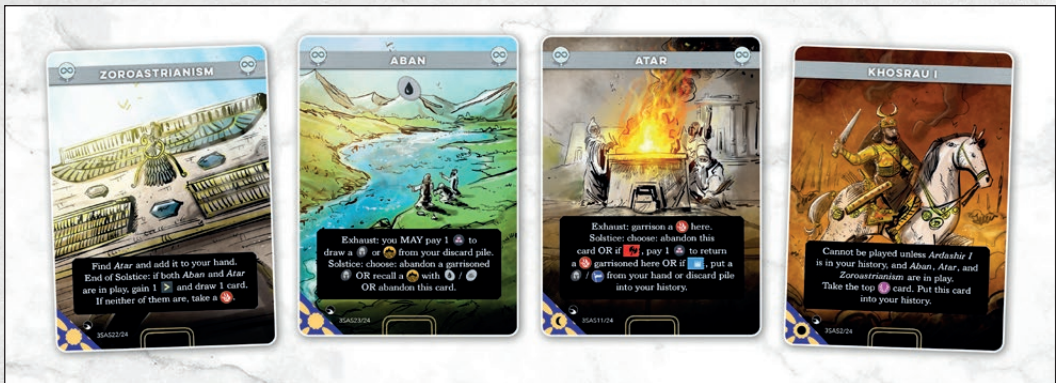 ZOROASTRIANISM
Find Atar and add it to your hand.
End of Solstice: if both Aban and Atar
are in play, gain 1 and draw 1 card.
If neither of them are, take a .
3SAS22/24
ABAN
Exhaust: you MAY pay 1 to
draw a or from your discard pile.
Solstice: choose: abandon a garrisoned
OR recall a with /
OR abandon this card.
3SAS23/24
ATAR
Exhaust: garrison a here.
Solstice: choose: abandon this
card OR if , pay 1 to return
a garrisoned here OR if , put a
/ from your hand or discard pile
into your history.
3SAS11/24
KHOSRAU I
Cannot be played unless Ardashir I
is in your history, and Aban, Atar, and
Zoroastrianism are in play.
Take the top card. Put this card
into your history.
3SAS2/24